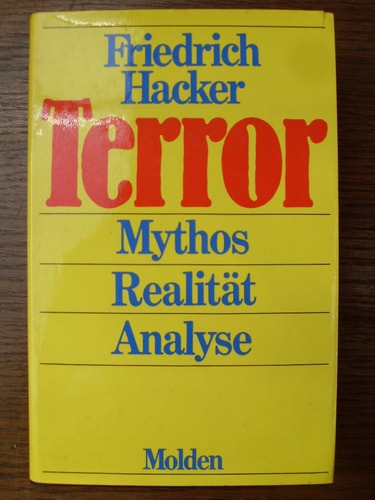 Friedrich
Hacker
Terror
Mythos
Realität
Analyse
Molden